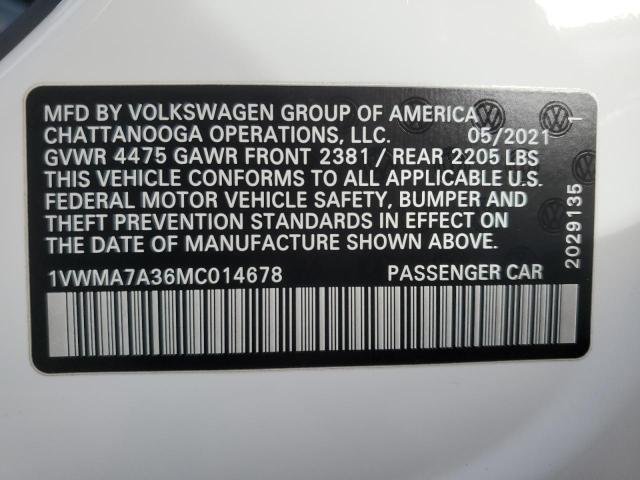 MFD BY VOLKSWAGEN GROUP OF AMERICA
CHATTANOOGA OPERATIONS, LLC. 05/2021
GVWR 4475 GAWR FRONT 2381 / REAR 2205 LBS
THIS VEHICLE CONFORMS TO ALL APPLICABLE U.S.
FEDERAL MOTOR VEHICLE SAFETY, BUMPER AND
THEFT PREVENTION STANDARDS IN EFFECT ON
THE DATE OF MANUFACTURE SHOWN ABOVE.
1VWMA7A36MC014678 PASSENGER CAR
2029135 1